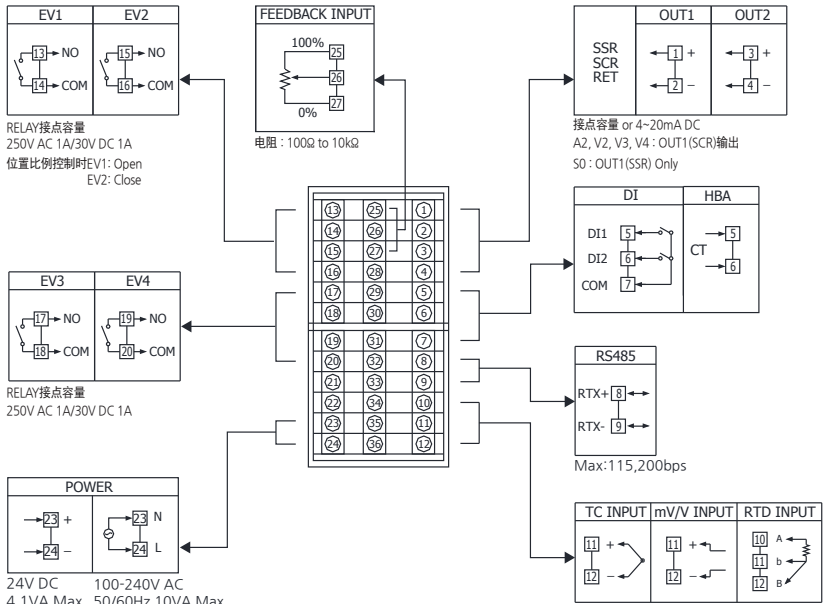 EV1 EV2
13 NO 15 NO
14 COM 16 COM
RELAY接点容量
250V AC 1A/30V DC 1A
位置比例控制时EV1: Open
EV2: Close
FEEDBACK INPUT
100% 25
26
27
0%
电阻 : 100Ω to 10kΩ
OUT1 OUT2
SSR
SCR
RET
1 + 3 +
2 − 4 −
接点容量 or 4~20mA DC
A2, V2, V3, V4 : OUT1(SCR)输出
S0 : OUT1(SSR) Only
13 25 1
14 26 2
15 27 3
16 28 4
17 29 5
18 30 6
19 31 7
20 32 8
21 33 9
22 34 10
23 35 11
24 36 12
DI HBA
DI1 5
DI2 6
COM 7
CT 5
6
EV3 EV4
17 NO 19 NO
18 COM 20 COM
RELAY接点容量
250V AC 1A/30V DC 1A
RS485
RTX+ 8
RTX- 9
Max:115,200bps
POWER
23 + 23 N
24 − 24 L
24V DC 100-240V AC
4.1VA Max 50/60Hz 10VA Max
TC INPUT mV/V INPUT RTD INPUT
11 + 11 + 10 A
11 b
12 − 12 − 12 B